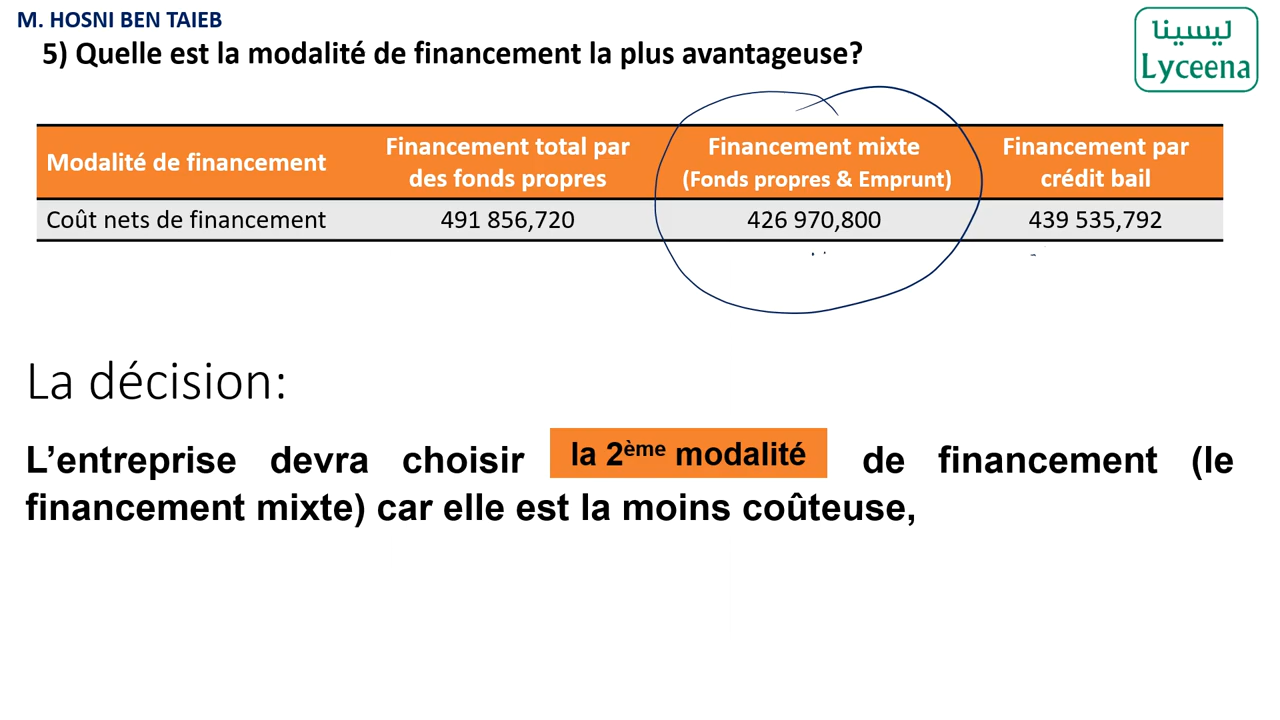 M. HOSNI BEN TAIEB
5) Quelle est la modalité de financement la plus avantageuse?
ليسينا
Lyceena
Modalité de financement | Financement total par des fonds propres | Financement mixte (Fonds propres & Emprunt) | Financement par crédit bail
Coût nets de financement | 491 856,720 | 426 970,800 | 439 535,792
La décision:
L’entreprise devra choisir la 2ème modalité de financement (le
financement mixte) car elle est la moins coûteuse,